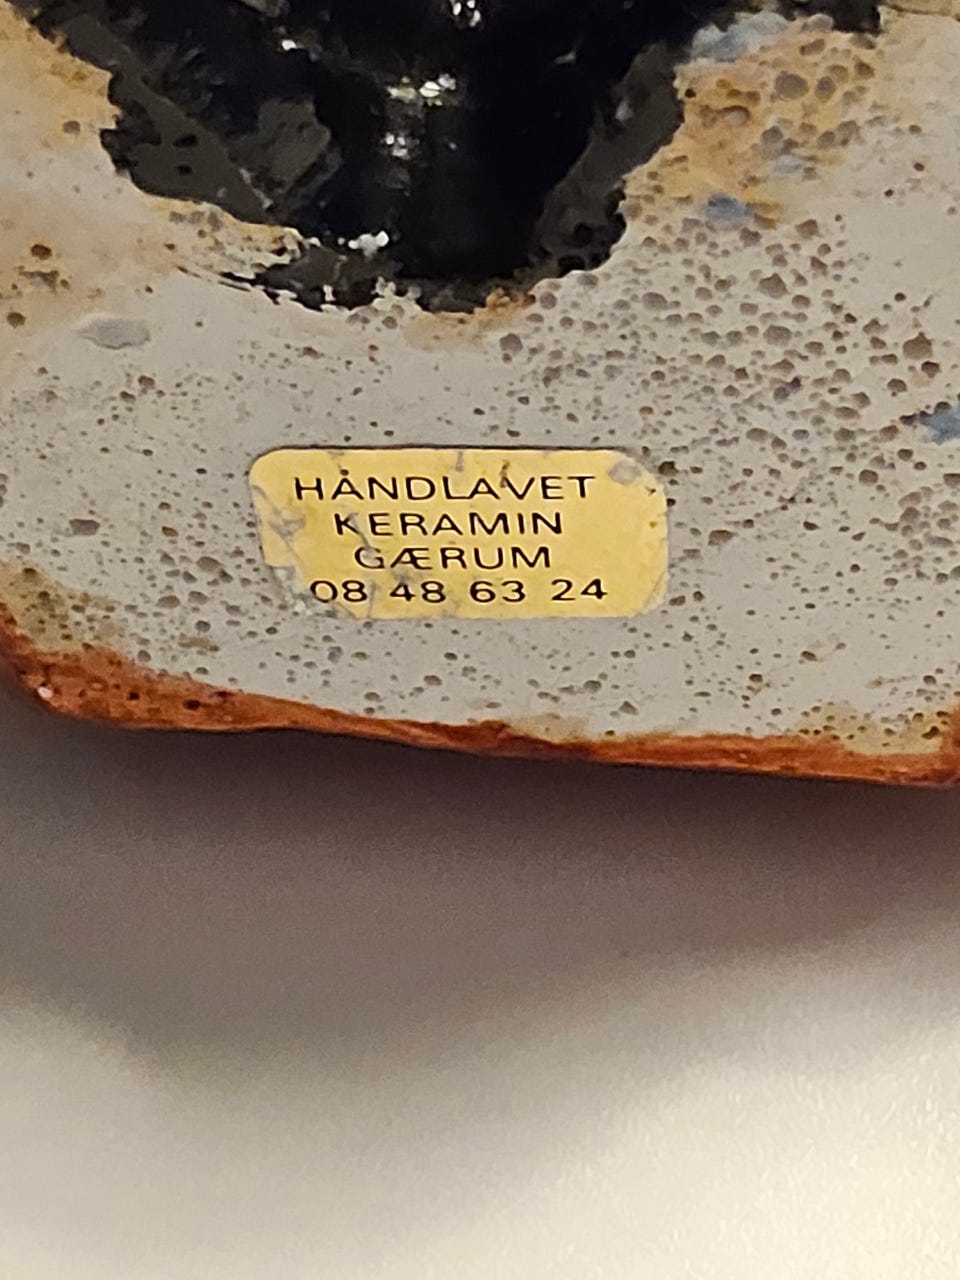 HÅNDLAVET
KERAMIN
GÆRUM
08 48 63 24